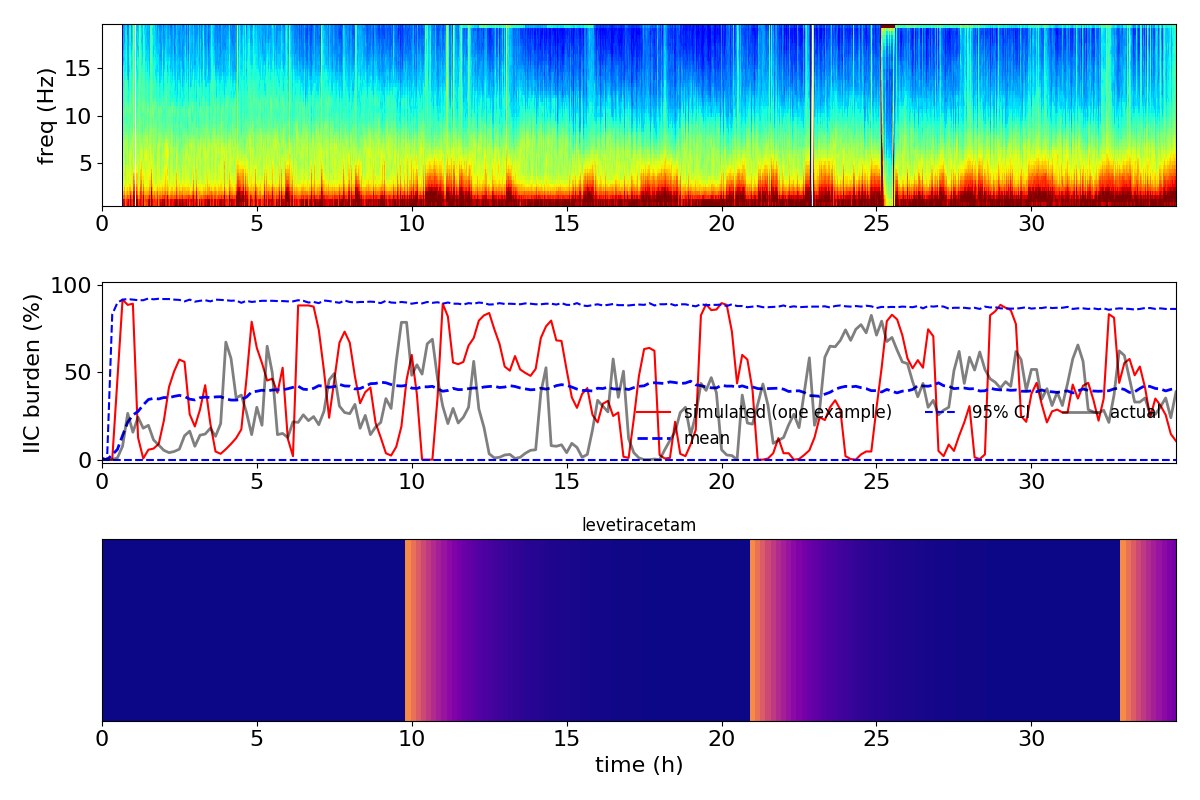 freq (Hz)
15
10
5
0 5 10 15 20 25 30
IIC burden (%)
100
50
0
simulated (one example) 95% CI actual
mean
0 5 10 15 20 25 30
levetiracetam
0 5 10 15 20 25 30
time (h)